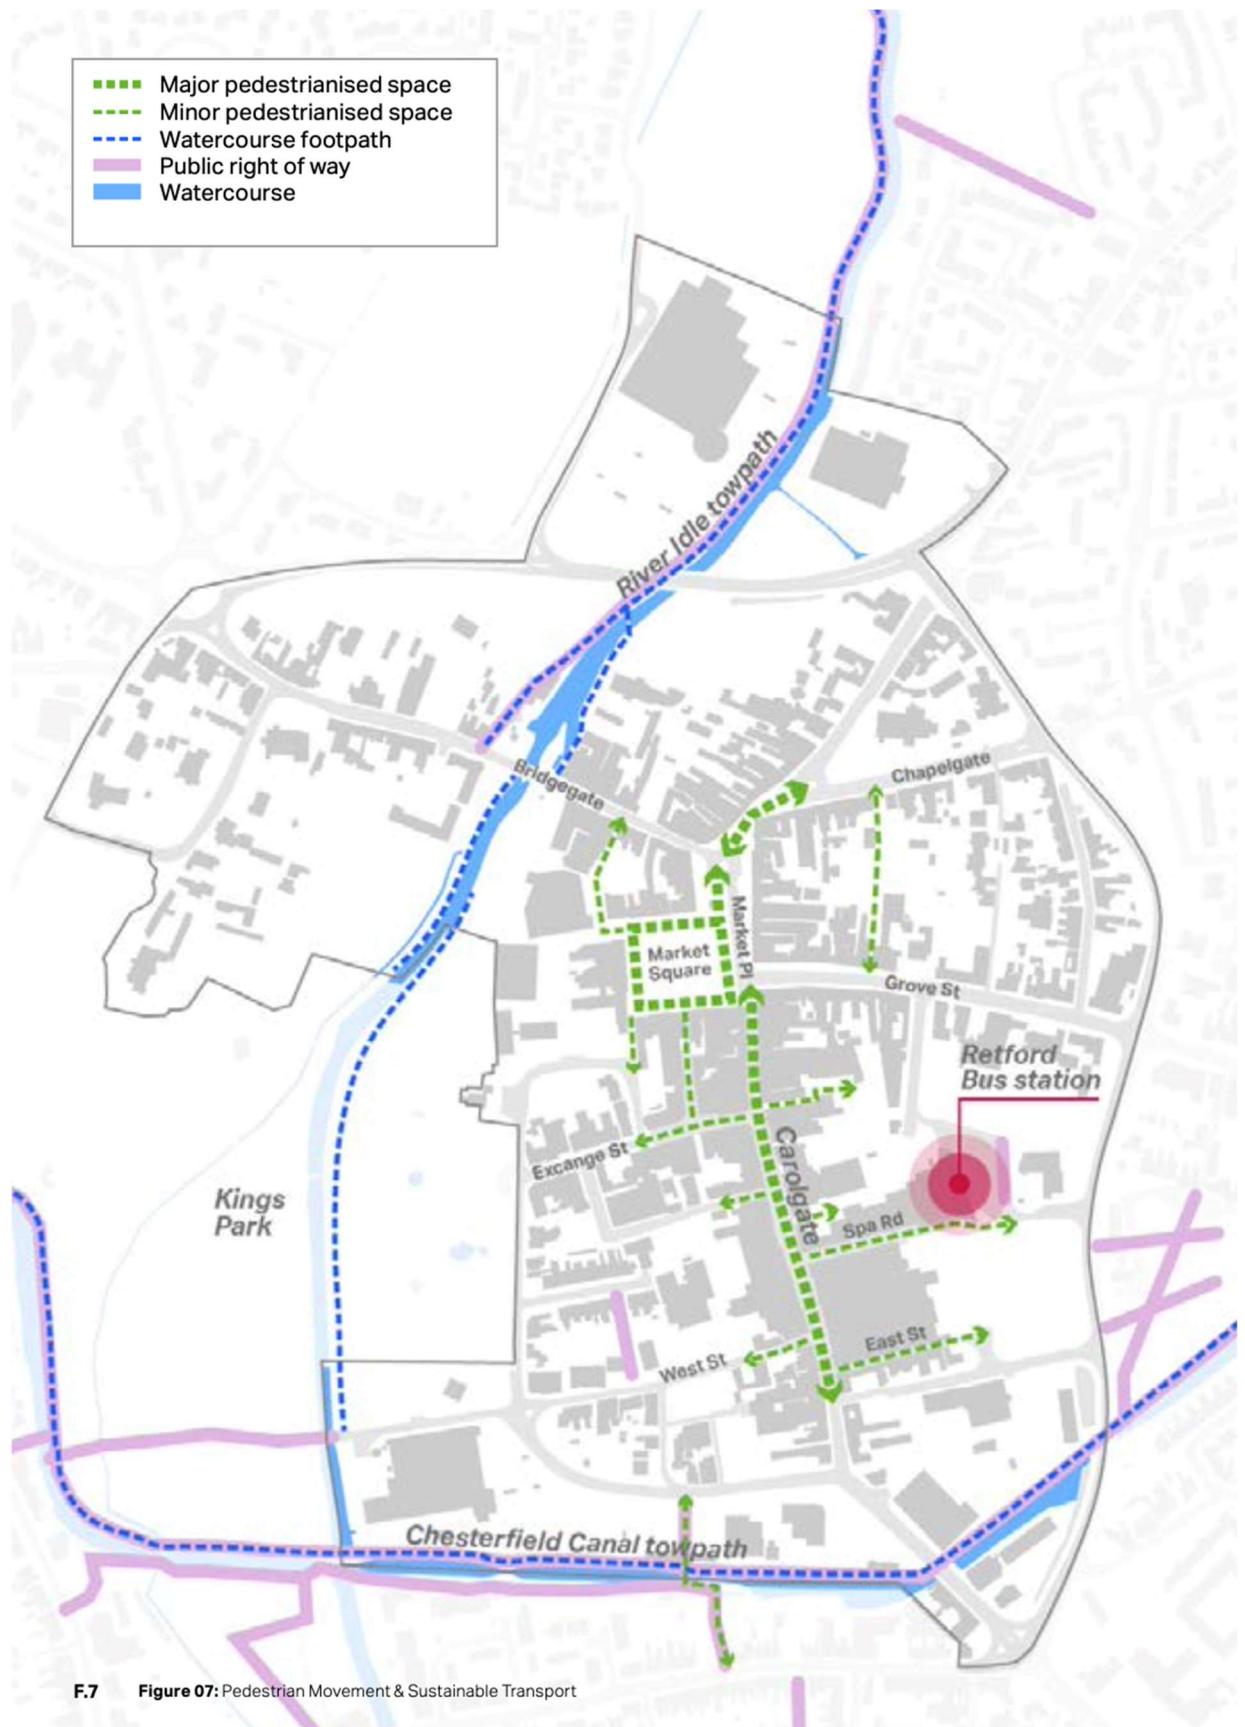 Major pedestrianised space
Minor pedestrianised space
Watercourse footpath
Public right of way
Watercourse
River Idle towpath
Bridgegate
Chapelgate
Market Pl
Market
Square
Grove St
Retford
Bus station
Excange St
Carolgate
Kings
Park
Spa Rd
East St
West St
Chesterfield Canal towpath
F.7 Figure 07: Pedestrian Movement & Sustainable Transport